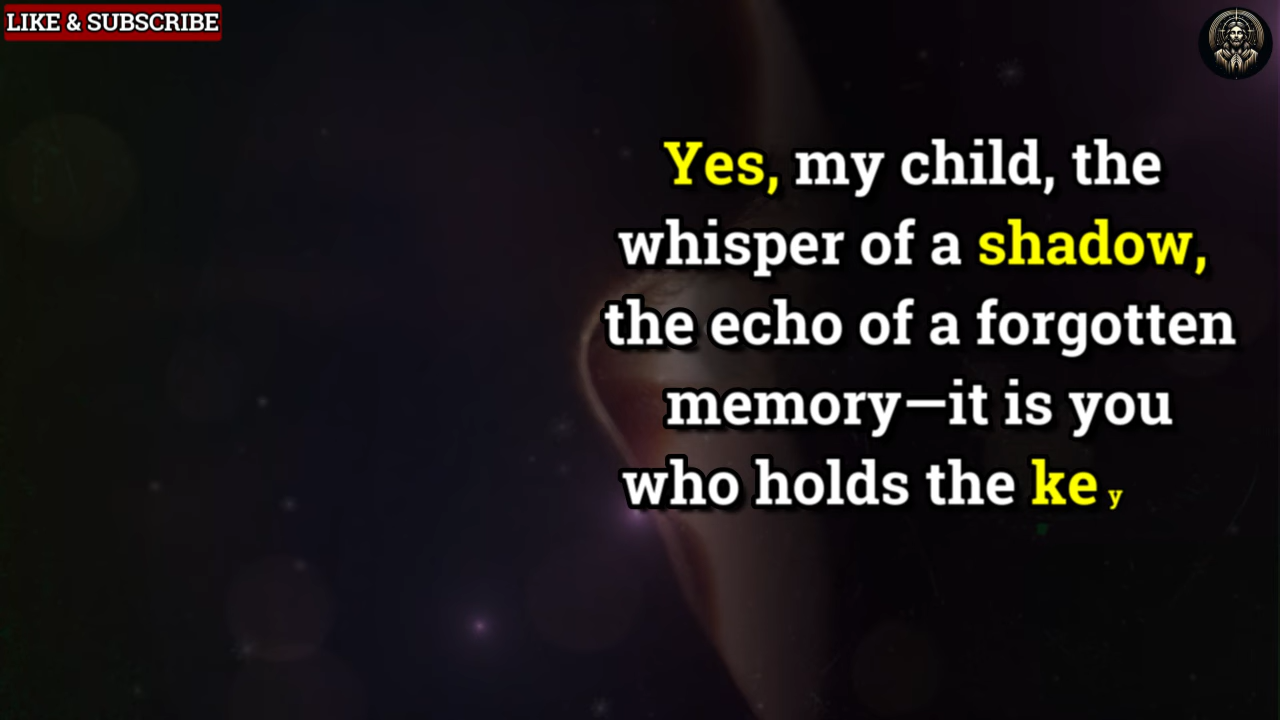 LIKE & SUBSCRIBE
Yes, my child, the
whisper of a shadow,
the echo of a forgotten
memory—it is you
who holds the key